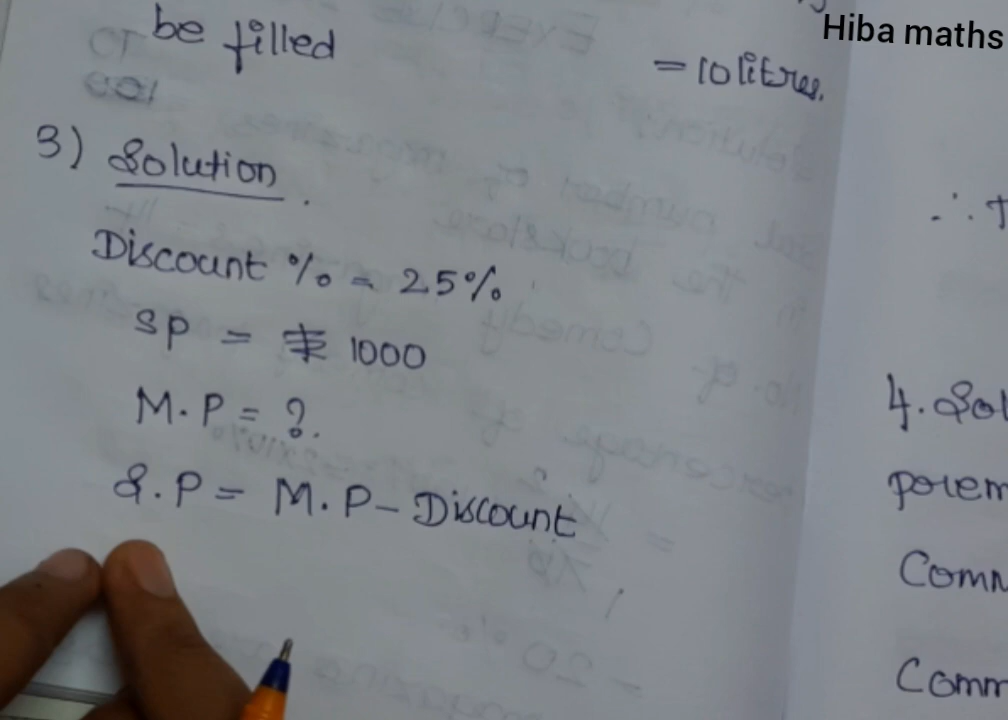 Hiba maths
be filled = 10 litres.
3) Solution.
Discount % = 25%
SP = ₹ 1000
M.P = ?.
S.P = M.P - Discount
4. Sol
Comm
Comm